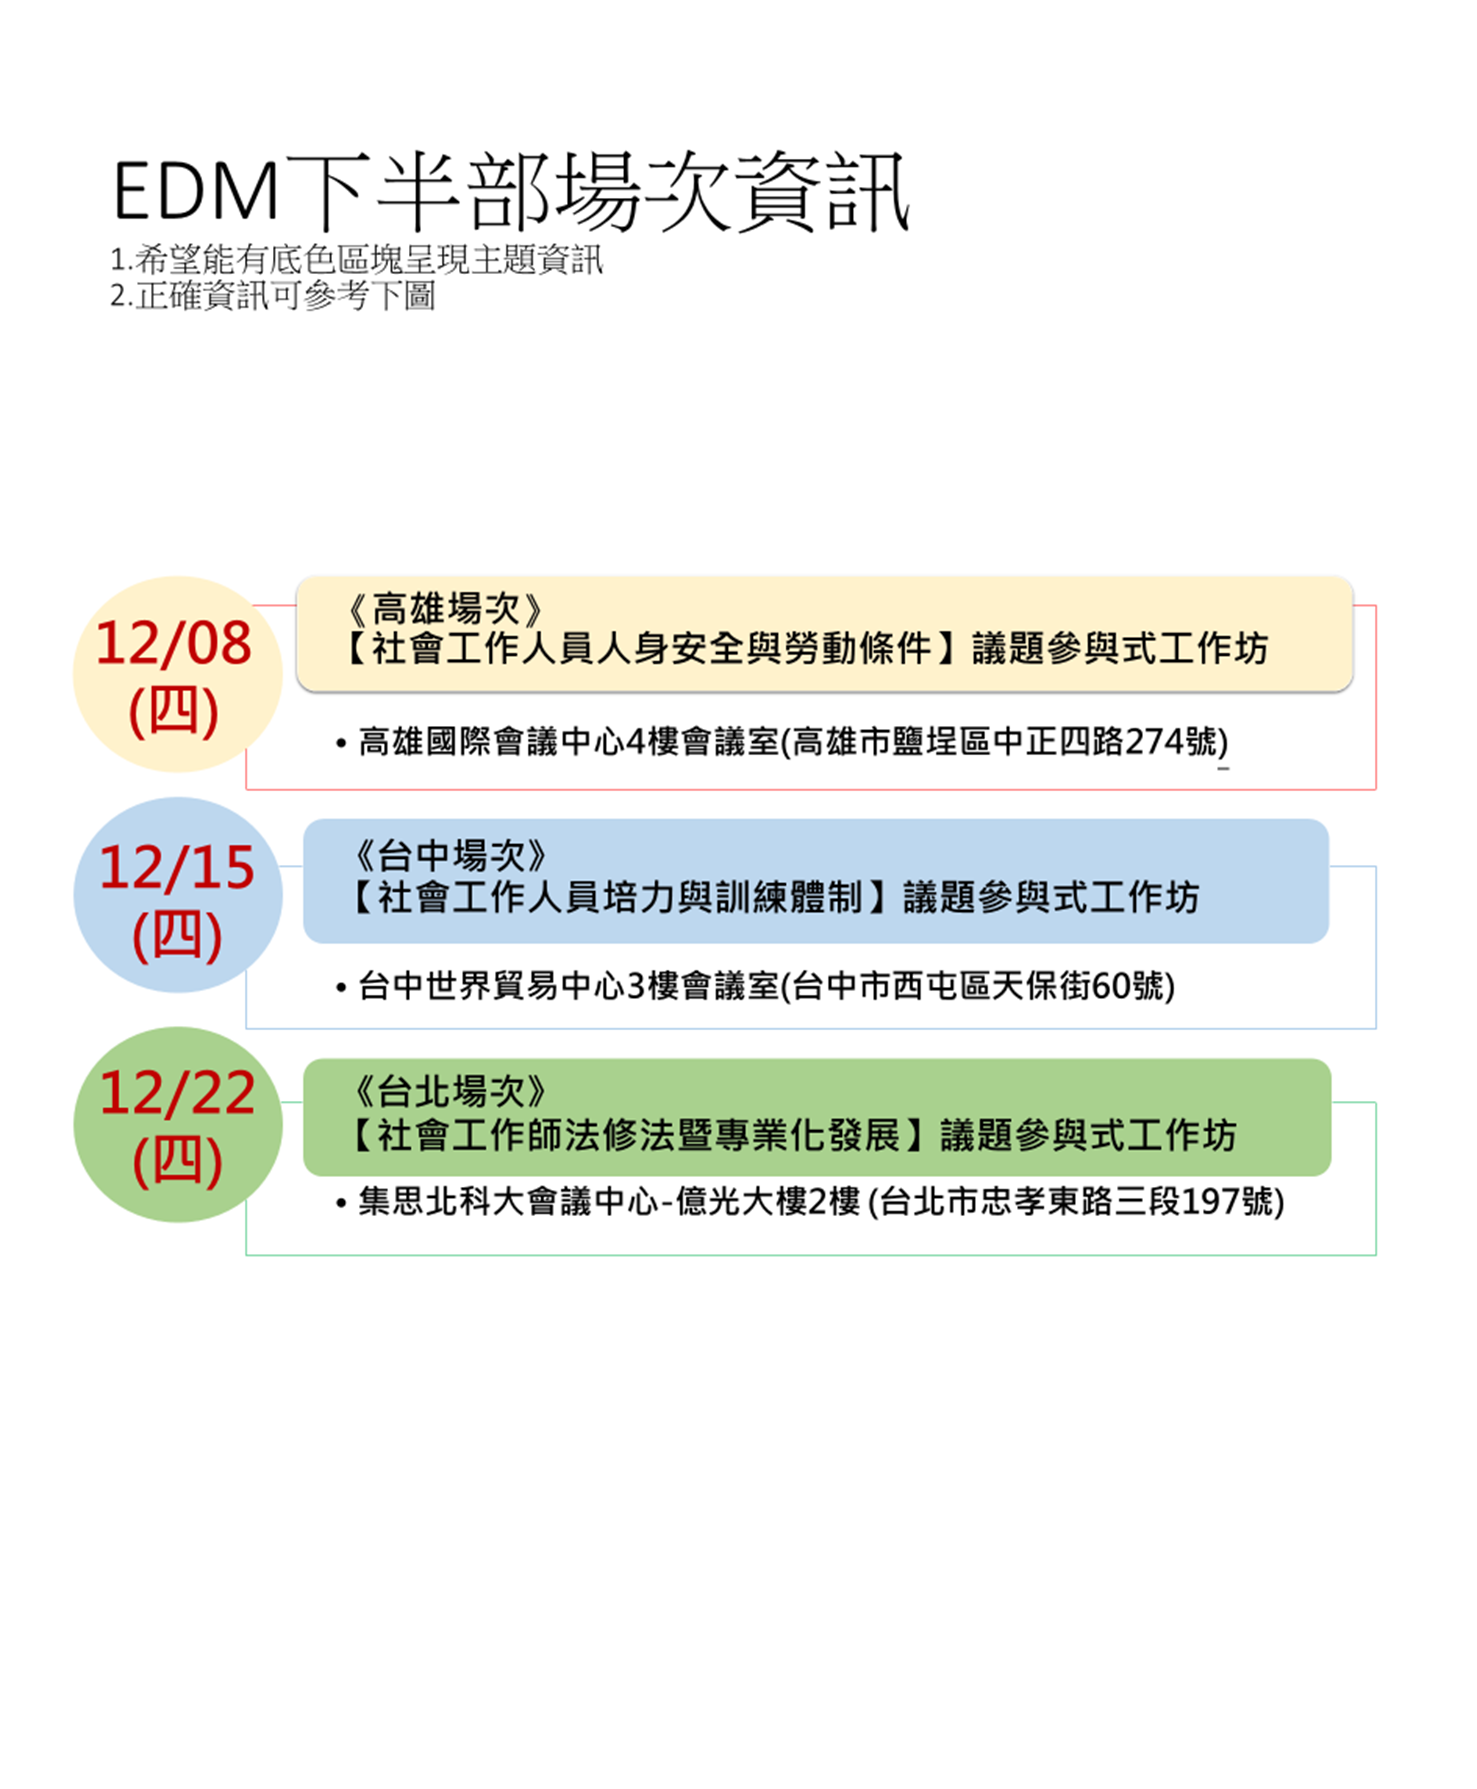 EDM下半部場次資訊
1.希望能有底色區塊呈現主題資訊
2.正確資訊可參考下圖
12/08
(四)
《高雄場次》
【社會工作人員人身安全與勞動條件】議題參與式工作坊
• 高雄國際會議中心4樓會議室(高雄市鹽埕區中正四路274號)
12/15
(四)
《台中場次》
【社會工作人員培力與訓練體制】議題參與式工作坊
• 台中世界貿易中心3樓會議室(台中市西屯區天保街60號)
12/22
(四)
《台北場次》
【社會工作師法修法暨專業化發展】議題參與式工作坊
• 集思北科大會議中心-億光大樓2樓 (台北市忠孝東路三段197號)